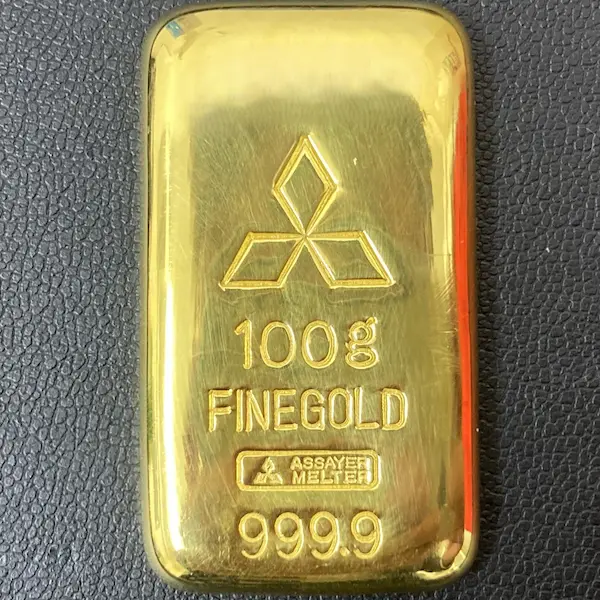 100g
FINEGOLD
ASSAYER
MELTER
999.9